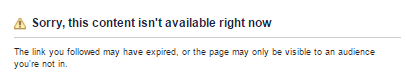 Sorry, this content isn't available right now
The link you followed may have expired, or the page may only be visible to an audience
you're not in.